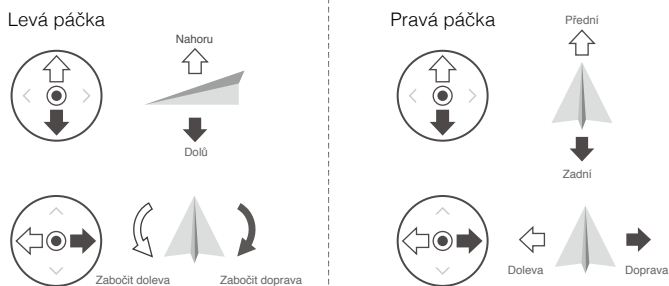 Levá páčka
Nahoru
Dolů
Zabočit doleva
Zabočit doprava
Pravá páčka
Přední
Zadní
Doleva
Doprava